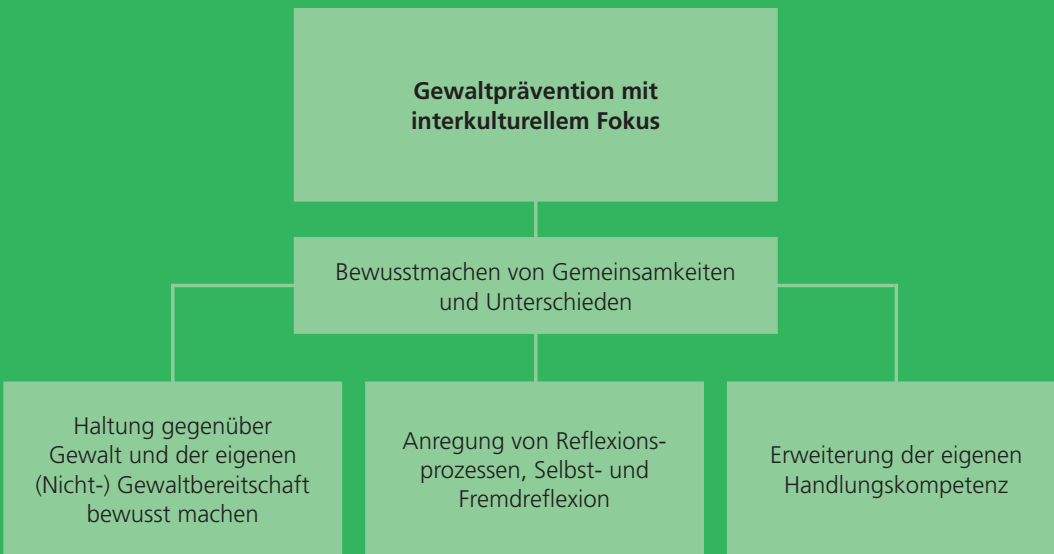 Gewaltprävention mit
interkulturellem Fokus
Bewusstmachen von Gemeinsamkeiten
und Unterschieden
Haltung gegenüber
Gewalt und der eigenen
(Nicht-) Gewaltbereitschaft
bewusst machen
Anregung von Reflexions-
prozessen, Selbst- und
Fremdreflexion
Erweiterung der eigenen
Handlungskompetenz